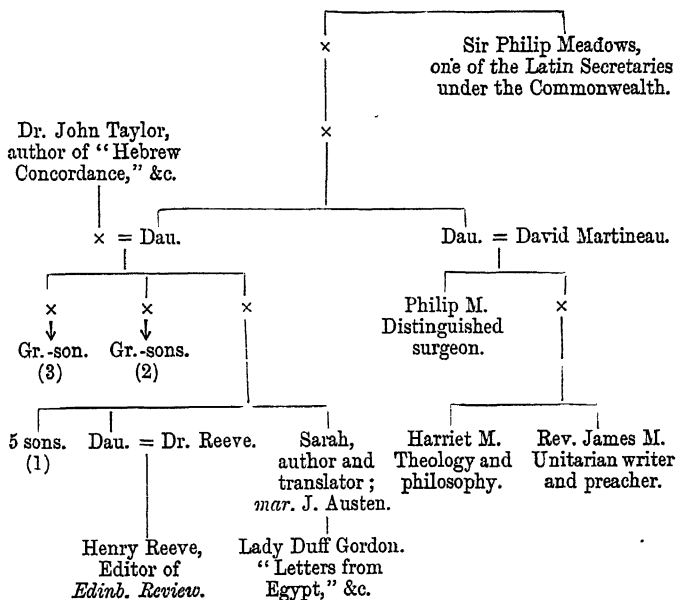 ×
Sir Philip Meadows,
one of the Latin Secretaries
under the Commonwealth.
×
Dr. John Taylor,
author of “Hebrew
Concordance,” &c.
× = Dau.
Dau. = David Martineau.
× × ×
Gr.-son. Gr.-sons.
(3) (2)
Philip M.
Distinguished
surgeon.
×
5 sons.
(1)
Dau. = Dr. Reeve.
Sarah,
author and
translator;
mar. J. Austen.
Harriet M.
Theology and
philosophy.
Rev. James M.
Unitarian writer
and preacher.
Henry Reeve,
Editor of
Edinb. Review.
Lady Duff Gordon.
“Letters from
Egypt,” &c.